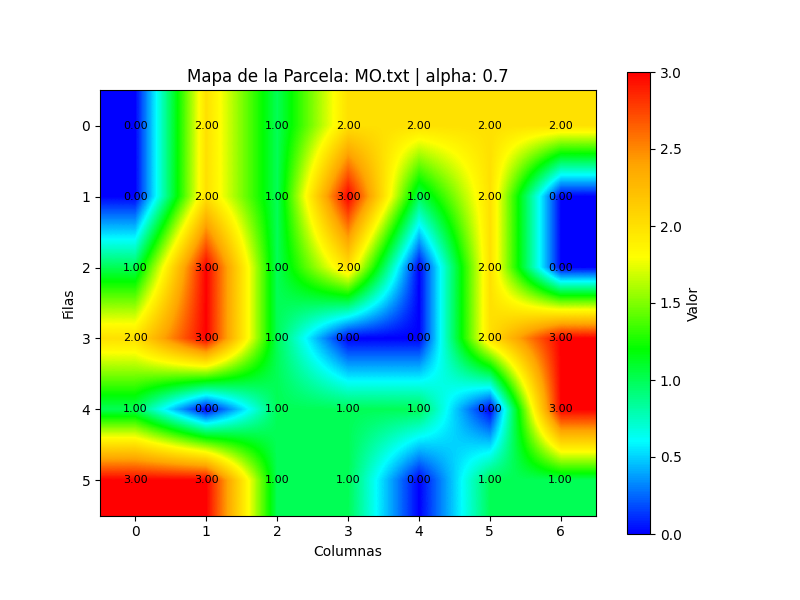 Mapa de la Parcela: MO.txt | alpha: 0.7
0 0.00 2.00 1.00 2.00 2.00 2.00 2.00
1 0.00 2.00 1.00 3.00 1.00 2.00 0.00
2 1.00 3.00 1.00 2.00 0.00 2.00 0.00
3 2.00 3.00 1.00 0.00 0.00 2.00 3.00
4 1.00 0.00 1.00 1.00 1.00 0.00 3.00
5 3.00 3.00 1.00 1.00 0.00 1.00 1.00
0 1 2 3 4 5 6
Columnas
Filas
3.0
2.5
2.0
1.5
1.0
0.5
0.0
Valor